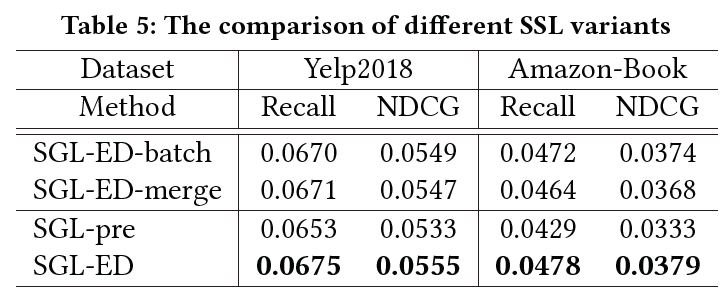 Table 5: The comparison of different SSL variants
Dataset Yelp2018 Amazon-Book
Method Recall NDCG Recall NDCG
SGL-ED-batch 0.0670 0.0549 0.0472 0.0374
SGL-ED-merge 0.0671 0.0547 0.0464 0.0368
SGL-pre 0.0653 0.0533 0.0429 0.0333
SGL-ED 0.0675 0.0555 0.0478 0.0379